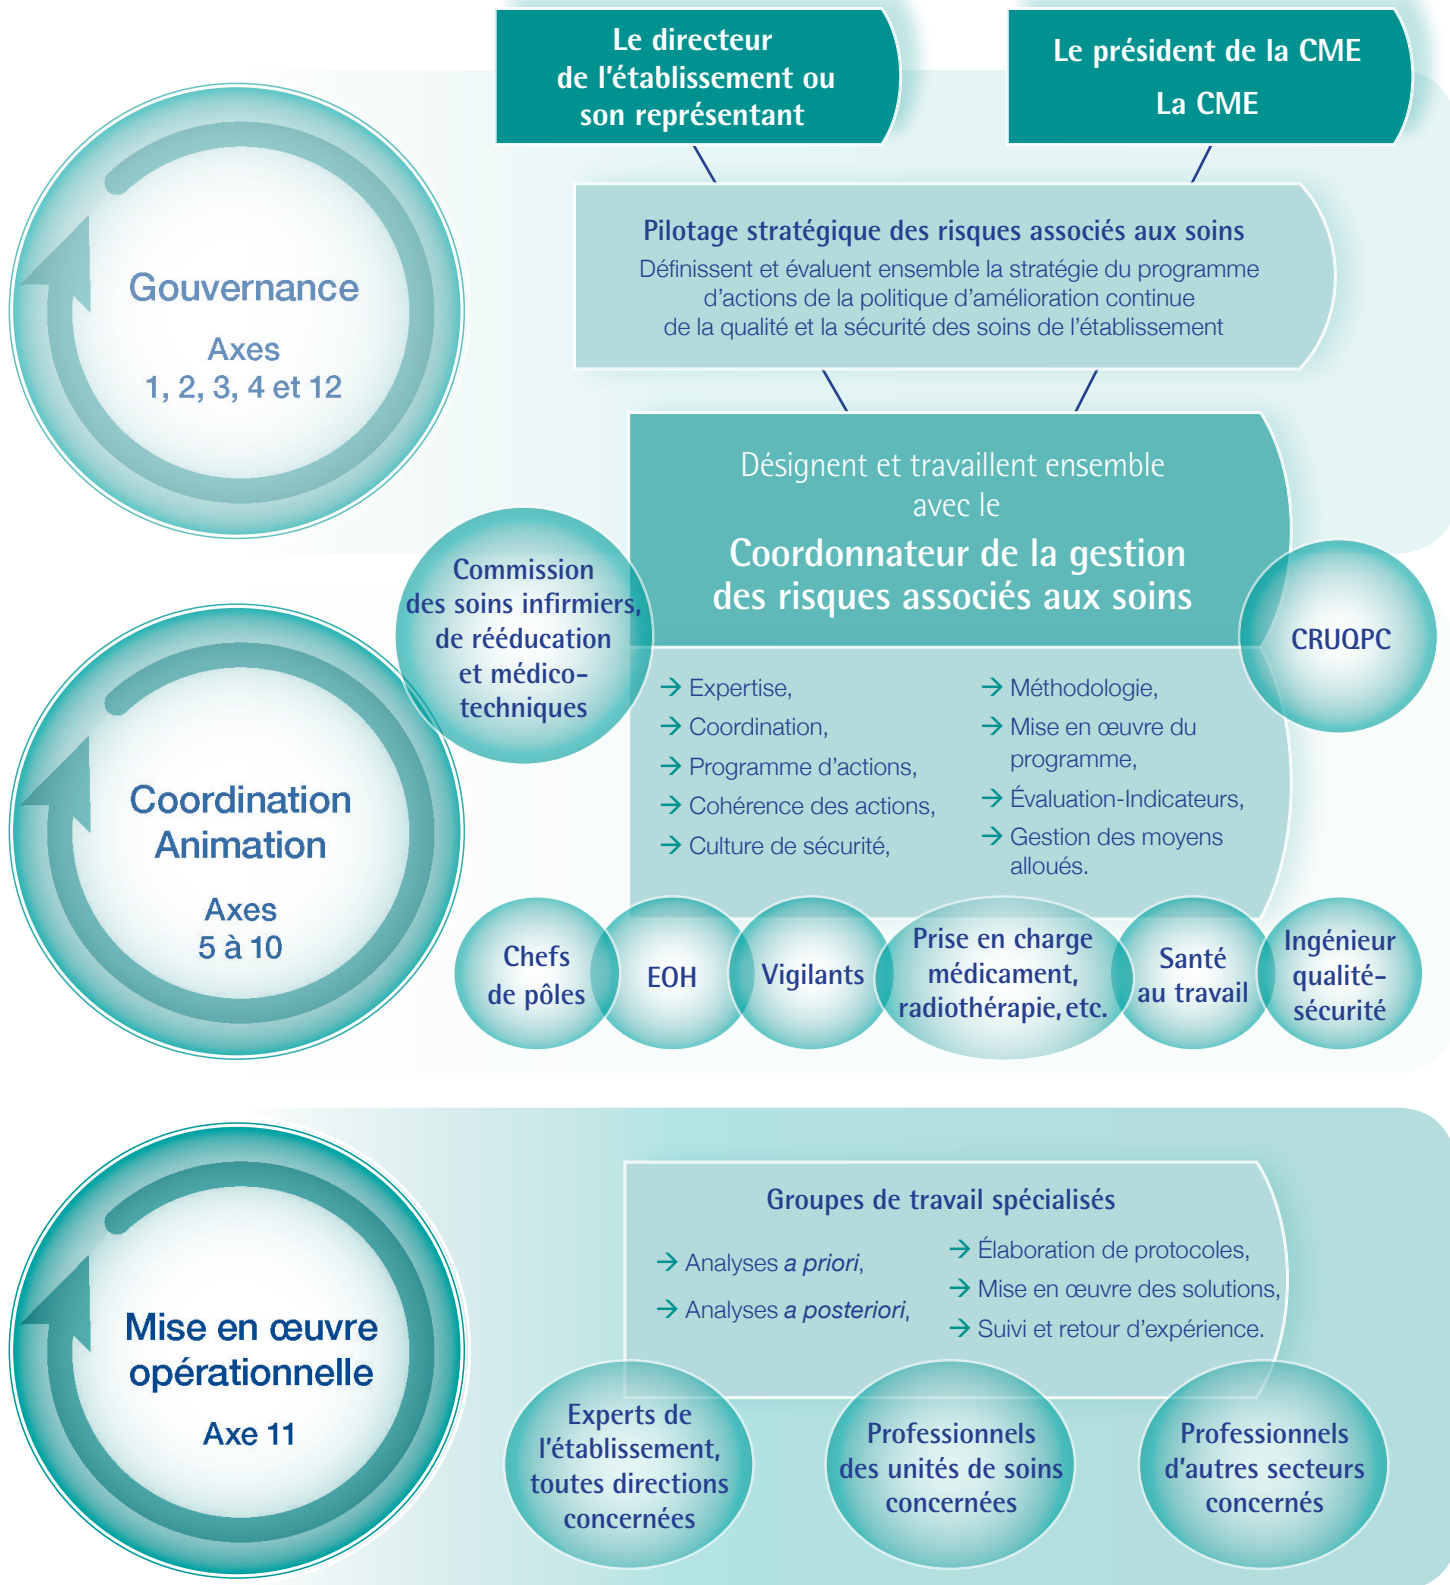 Le directeur
de l'établissement ou
son représentant
Le président de la CME
La CME
Gouvernance
Axes
1, 2, 3, 4 et 12
Pilotage stratégique des risques associés aux soins
Définissent et évaluent ensemble la stratégie du programme
d'actions de la politique d'amélioration continue
de la qualité et la sécurité des soins de l'établissement
Désignent et travaillent ensemble
avec le
Coordonnateur de la gestion
des risques associés aux soins
Commission
des soins infirmiers,
de rééducation
et médico-
techniques
CRUQPC
Coordination
Animation
Axes
5 à 10
→ Expertise,
→ Coordination,
→ Programme d'actions,
→ Cohérence des actions,
→ Culture de sécurité,
→ Méthodologie,
→ Mise en œuvre du
programme,
→ Évaluation-Indicateurs,
→ Gestion des moyens
alloués.
Chefs
de pôles
EOH
Vigilants
Prise en charge
médicament,
radiothérapie, etc.
Santé
au travail
Ingénieur
qualité-
sécurité
Mise en œuvre
opérationnelle
Axe 11
Groupes de travail spécialisés
→ Analyses a priori,
→ Analyses a posteriori,
→ Élaboration de protocoles,
→ Mise en œuvre des solutions,
→ Suivi et retour d'expérience.
Experts de
l'établissement,
toutes directions
concernées
Professionnels
des unités de soins
concernées
Professionnels
d'autres secteurs
concernés